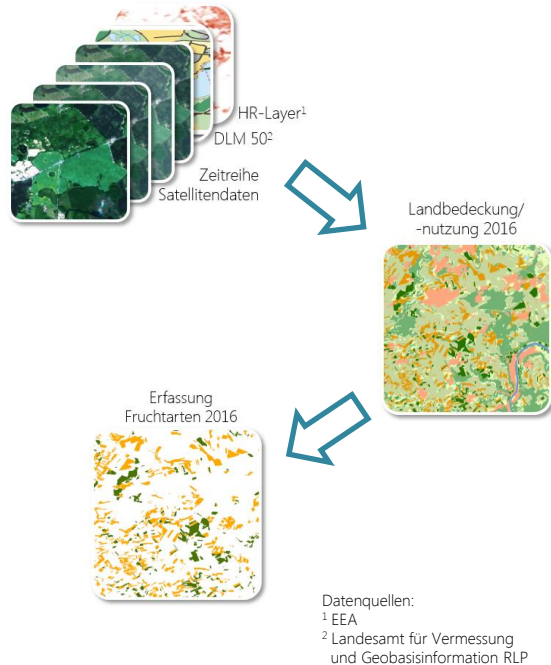 HR-Layer¹
DLM 50²
Zeitreihe
Satellitendaten
Landbedeckung/
-nutzung 2016
Erfassung
Fruchtarten 2016
Datenquellen:
¹ EEA
² Landesamt für Vermessung
und Geobasisinformation RLP